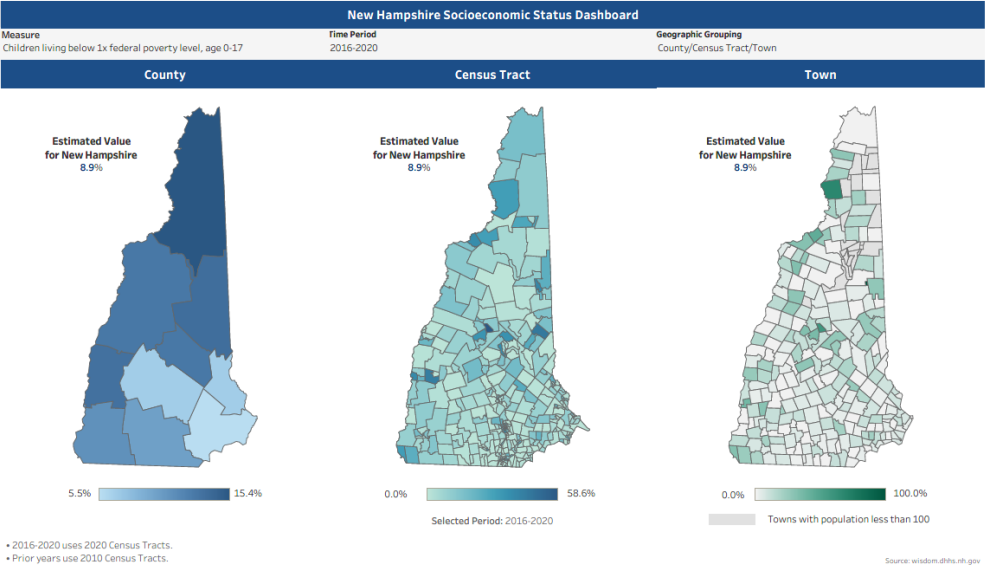 New Hampshire Socioeconomic Status Dashboard
Measure
Time Period
Geographic Grouping
Children living below 1x federal poverty level, age 0-17
2016-2020
County/Census Tract/Town
County
Census Tract
Town
Estimated Value
for New Hampshire
8.9%
Estimated Value
for New Hampshire
8.9%
Estimated Value
for New Hampshire
8.9%
5.5%
15.4%
0.0%
58.6%
0.0%
100.0%
Selected Period: 2016-2020
Towns with population less than 100
• 2016-2020 uses 2020 Census Tracts.
• Prior years use 2010 Census Tracts.
Source: wisdom.dhhs.nh.gov